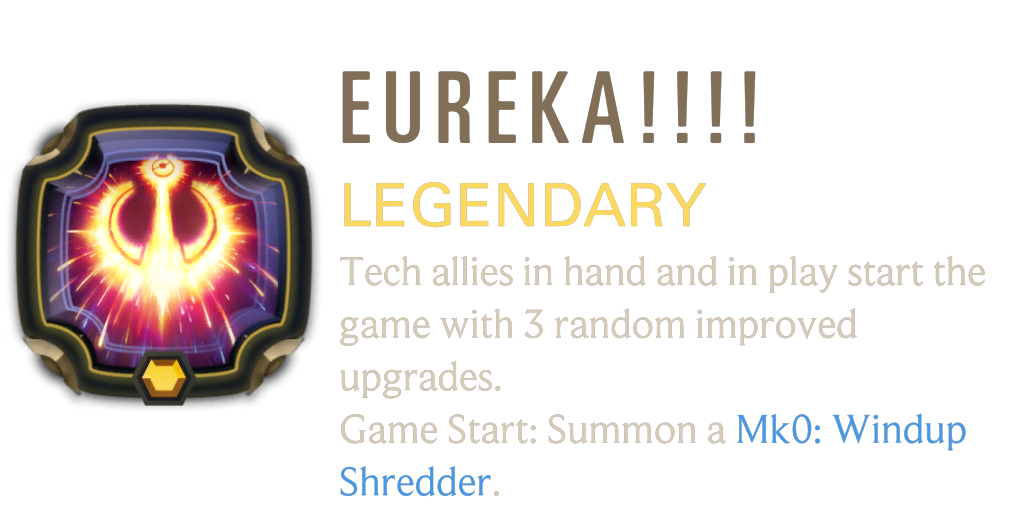 EUREKA!!!!
LEGENDARY
Tech allies in hand and in play start the
game with 3 random improved
upgrades.
Game Start: Summon a Mk0: Windup
Shredder.